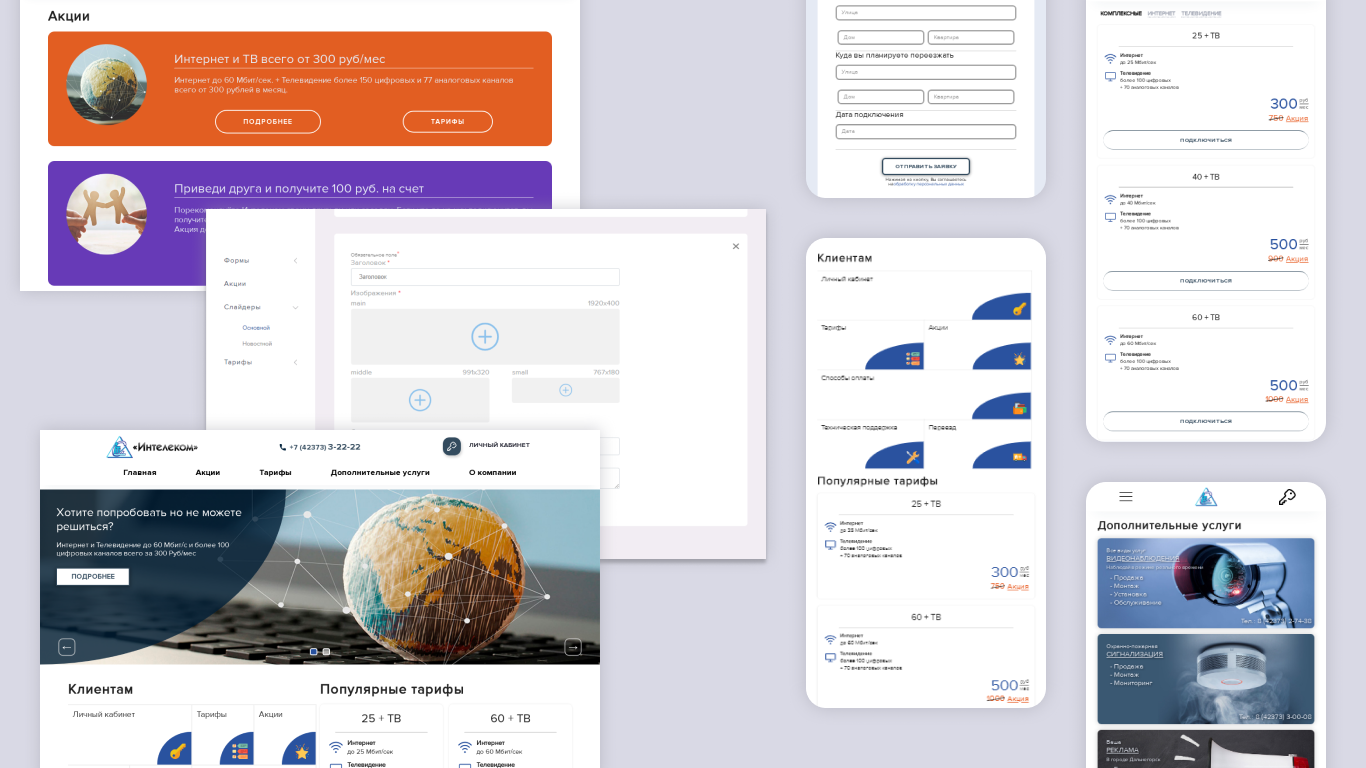 Акции
Интернет и ТВ всего от 300 руб/мес
Интернет до 60 Мбит/сек. + Телевидение более 150 цифровых и 77 аналоговых каналов
всего от 300 рублей в месяц.
ПОДРОБНЕЕ
ТАРИФЫ
Приведи друга и получите 100 руб. на счет
Формы
Акции
Слайдеры
Основной
Новостной
Тарифы
Обязательное поле*
Заголовок *
Заголовок
Изображения *
main
1920x400
middle
991x320
small
767x180
«Интелеком»
+7 (42373) 3-22-22
ЛИЧНЫЙ КАБИНЕТ
Главная
Акции
Тарифы
Дополнительные услуги
О компании
Хотите попробовать но не можете
решиться?
Интернет и Телевидение до 60 Мбит/с и более 100
цифровых каналов всего за 300 Руб/мес
ПОДРОБНЕЕ
Клиентам
Личный кабинет
Тарифы
Акции
Популярные тарифы
25 + ТВ
Интернет
до 25 Мбит/сек
Телевидение
60 + ТВ
Интернет
до 60 Мбит/сек
Телевидение
Улица
Дом
Квартира
Куда вы планируете переезжать
Улица
Дом
Квартира
Дата подключения
Дата
ОТПРАВИТЬ ЗАЯВКУ
Нажимая на кнопку, Вы соглашаетесь
на обработку персональных данных
Клиентам
Личный кабинет
Тарифы
Акции
Способы оплаты
Техническая поддержка
Переезд
Популярные тарифы
25 + ТВ
Интернет
до 25 Мбит/сек
Телевидение
более 100 цифровых
+ 70 аналоговых каналов
300 руб мес
750 Акция
60 + ТВ
Интернет
до 60 Мбит/сек
Телевидение
более 100 цифровых
+ 70 аналоговых каналов
500 руб мес
1000 Акция
КОМПЛЕКСНЫЕ ИНТЕРНЕТ ТЕЛЕВИДЕНИЕ
25 + ТВ
Интернет
до 25 Мбит/сек
Телевидение
более 100 цифровых
+ 70 аналоговых каналов
300 руб мес
750 Акция
ПОДКЛЮЧИТЬСЯ
40 + ТВ
Интернет
до 40 Мбит/сек
Телевидение
более 100 цифровых
+ 70 аналоговых каналов
500 руб мес
900 Акция
ПОДКЛЮЧИТЬСЯ
60 + ТВ
Интернет
до 60 Мбит/сек
Телевидение
более 100 цифровых
+ 70 аналоговых каналов
500 руб мес
1000 Акция
ПОДКЛЮЧИТЬСЯ
Дополнительные услуги
Все виды услуг
ВИДЕОНАБЛЮДЕНИЯ
Наблюдай в режиме реального времени
- Продажа
- Монтаж
- Установка
- Обслуживание
Тел.: 8 (42373) 2-74-30
Охранно-пожарная
СИГНАЛИЗАЦИЯ
- Продажа
- Монтаж
- Мониторинг
Тел.: 8 (42373) 3-00-00
Ваша
РЕКЛАМА
В городе Дальнегорск